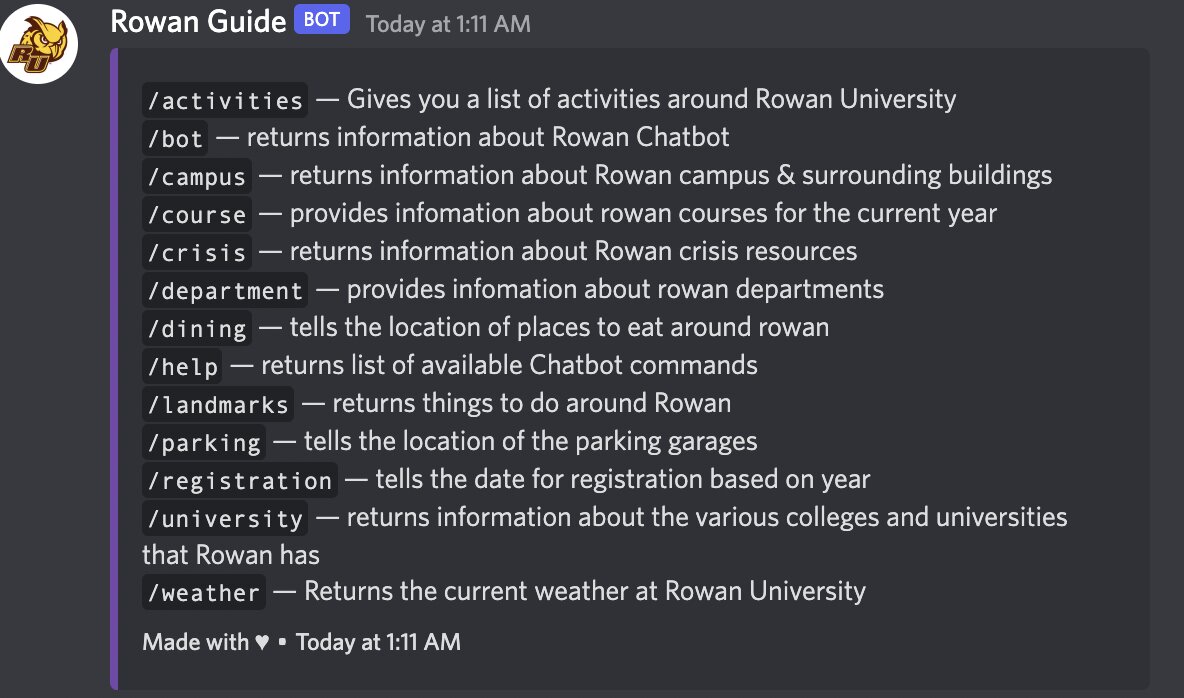 Rowan Guide BOT Today at 1:11 AM
/activities — Gives you a list of activities around Rowan University
/bot — returns information about Rowan Chatbot
/campus — returns information about Rowan campus & surrounding buildings
/course — provides infomation about rowan courses for the current year
/crisis — returns information about Rowan crisis resources
/department — provides infomation about rowan departments
/dining — tells the location of places to eat around rowan
/help — returns list of available Chatbot commands
/landmarks — returns things to do around Rowan
/parking — tells the location of the parking garages
/registration — tells the date for registration based on year
/university — returns information about the various colleges and universities
that Rowan has
/weather — Returns the current weather at Rowan University
Made with ♥ • Today at 1:11 AM
RU